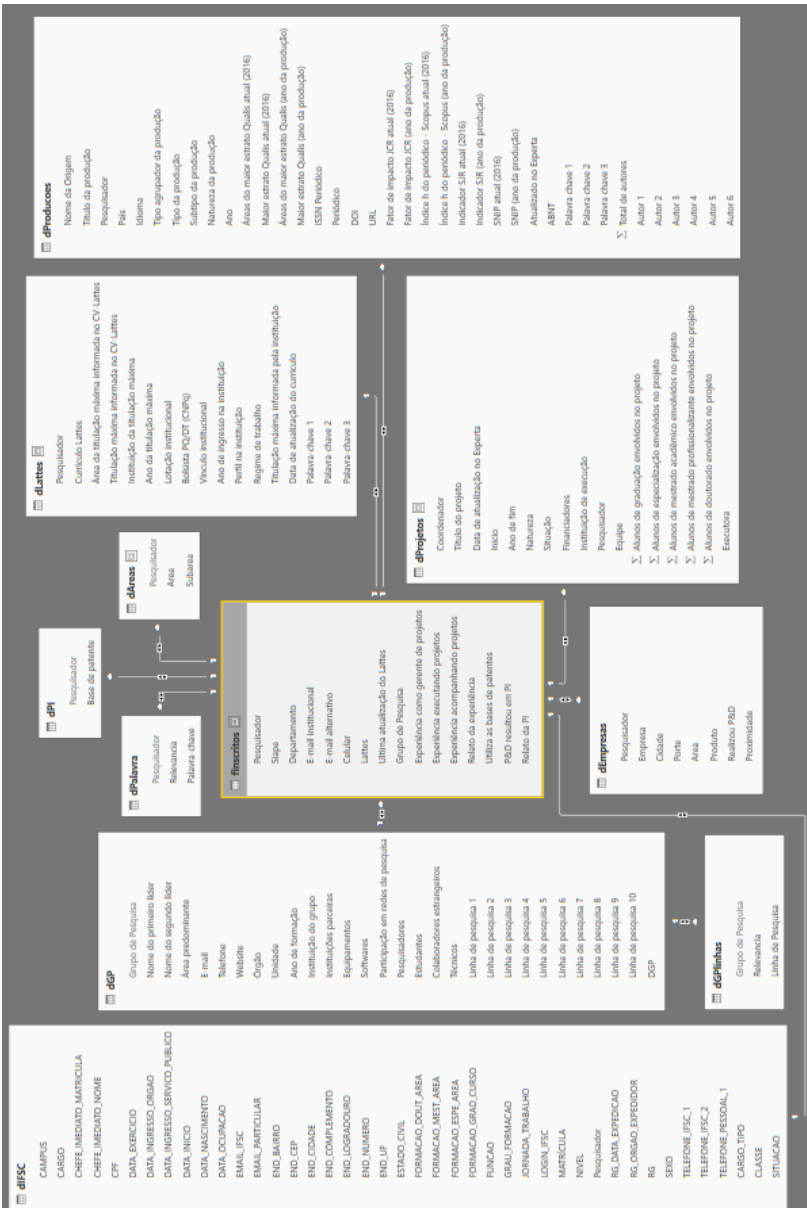 dIFSC
CAMPUS
CARGO
CHEFE_IMEDIATO_MATRICULA
CHEFE_IMEDIATO_NOME
CPF
DATA_EXERCICIO
DATA_INGRESSO_ORGAO
DATA_INGRESSO_SERVICO_PUBLICO
DATA_INICIO
DATA_NASCIMENTO
DATA_OCUPACAO
EMAIL_IFSC
EMAIL_PARTICULAR
END_BAIRRO
END_CEP
END_CIDADE
END_COMPLEMENTO
END_LOGRADOURO
END_NUMERO
END_UF
ESTADO_CIVIL
FORMACAO_DOUT_AREA
FORMACAO_MEST_AREA
FORMACAO_ESPE_AREA
FORMACAO_GRAD_CURSO
FUNCAO
GRAU_FORMACAO
JORNADA_TRABALHO
LOGIN_IFSC
MATRÍCULA
NIVEL
Pesquisador
RG_DATA_EXPEDICAO
RG_ORGAO_EXPEDIDOR
RG
SEXO
TELEFONE_IFSC_1
TELEFONE_IFSC_2
TELEFONE_PESSOAL_1
CARGO_TIPO
CLASSE
SITUACAO
dGP
Grupo de Pesquisa
Nome do primeiro líder
Nome do segundo líder
Área predominante
E-mail
Telefone
Website
Órgão
Unidade
Ano de formação
Instituição do grupo
Instituições parceiras
Equipamentos
Softwares
Participação em redes de pesquisa
Pesquisadores
Estudantes
Colaboradores estrangeiros
Técnicos
Linha de pesquisa 1
Linha de pesquisa 2
Linha de pesquisa 3
Linha de pesquisa 4
Linha de pesquisa 5
Linha de pesquisa 6
Linha de pesquisa 7
Linha de pesquisa 8
Linha de pesquisa 9
Linha de pesquisa 10
DGP
dGPlinhas
Grupo de Pesquisa
Relevancia
Linha de Pesquisa
dPalavra
Pesquisador
Relevancia
Palavra-chave
dPI
Pesquisador
Base de patente
dAreas
Pesquisador
Area
Subarea
fInscritos
Pesquisador
Siape
Departamento
E-mail institucional
E-mail alternativo
Celular
Lattes
Ultima atualização do Lattes
Grupo de Pesquisa
Experiência como gerente de projetos
Experiência executando projetos
Experiência acompanhando projetos
Relato da experiência
Utiliza as bases de patentes
P&D resultou em PI
Relato da PI
dEmpresas
Pesquisador
Empresa
Cidade
Porte
Area
Produto
Realizou P&D
Proximidade
dLattes
Pesquisador
Currículo Lattes
Área da titulação máxima informada no CV-Lattes
Titulação máxima informada no CV-Lattes
Instituição da titulação máxima
Ano da titulação máxima
Lotação institucional
Bolsista PQ/DT (CNPq)
Vínculo institucional
Ano de ingresso na instituição
Perfil na instituição
Regime de trabalho
Titulação máxima informada pela instituição
Data de atualização do currículo
Palavra-chave 1
Palavra-chave 2
Palavra-chave 3
dProjetos
Coordenador
Título do projeto
Data de atualização no Experta
Início
Ano de fim
Natureza
Situação
Financiadores
Instituição de execução
Pesquisador
Equipe
∑ Alunos de graduação envolvidos no projeto
∑ Alunos de especialização envolvidos no projeto
∑ Alunos de mestrado acadêmico envolvidos no projeto
∑ Alunos de mestrado profissionalizante envolvidos no projeto
∑ Alunos de doutorado envolvidos no projeto
Executora
dProducoes
Nome da Origem
Título da produção
Pesquisador
País
Idioma
Tipo agrupador da produção
Tipo da produção
Subtipo da produção
Natureza da produção
Ano
Áreas do maior estrato Qualis atual (2016)
Maior estrato Qualis atual (2016)
Áreas do maior estrato Qualis (ano da produção)
Maior estrato Qualis (ano da produção)
ISSN Periódico
Periódico
DOI
URL
Fator de impacto JCR atual (2016)
Fator de impacto JCR (ano da produção)
Índice h do periódico - Scopus atual (2016)
Índice h do periódico - Scopus (ano da produção)
Indicador SJR atual (2016)
Indicador SJR (ano da produção)
SNIP atual (2016)
SNIP (ano da produção)
Atualizado no Experta
ABNT
Palavra-chave 1
Palavra-chave 2
Palavra-chave 3
∑ Total de autores
Autor 1
Autor 2
Autor 3
Autor 4
Autor 5
Autor 6